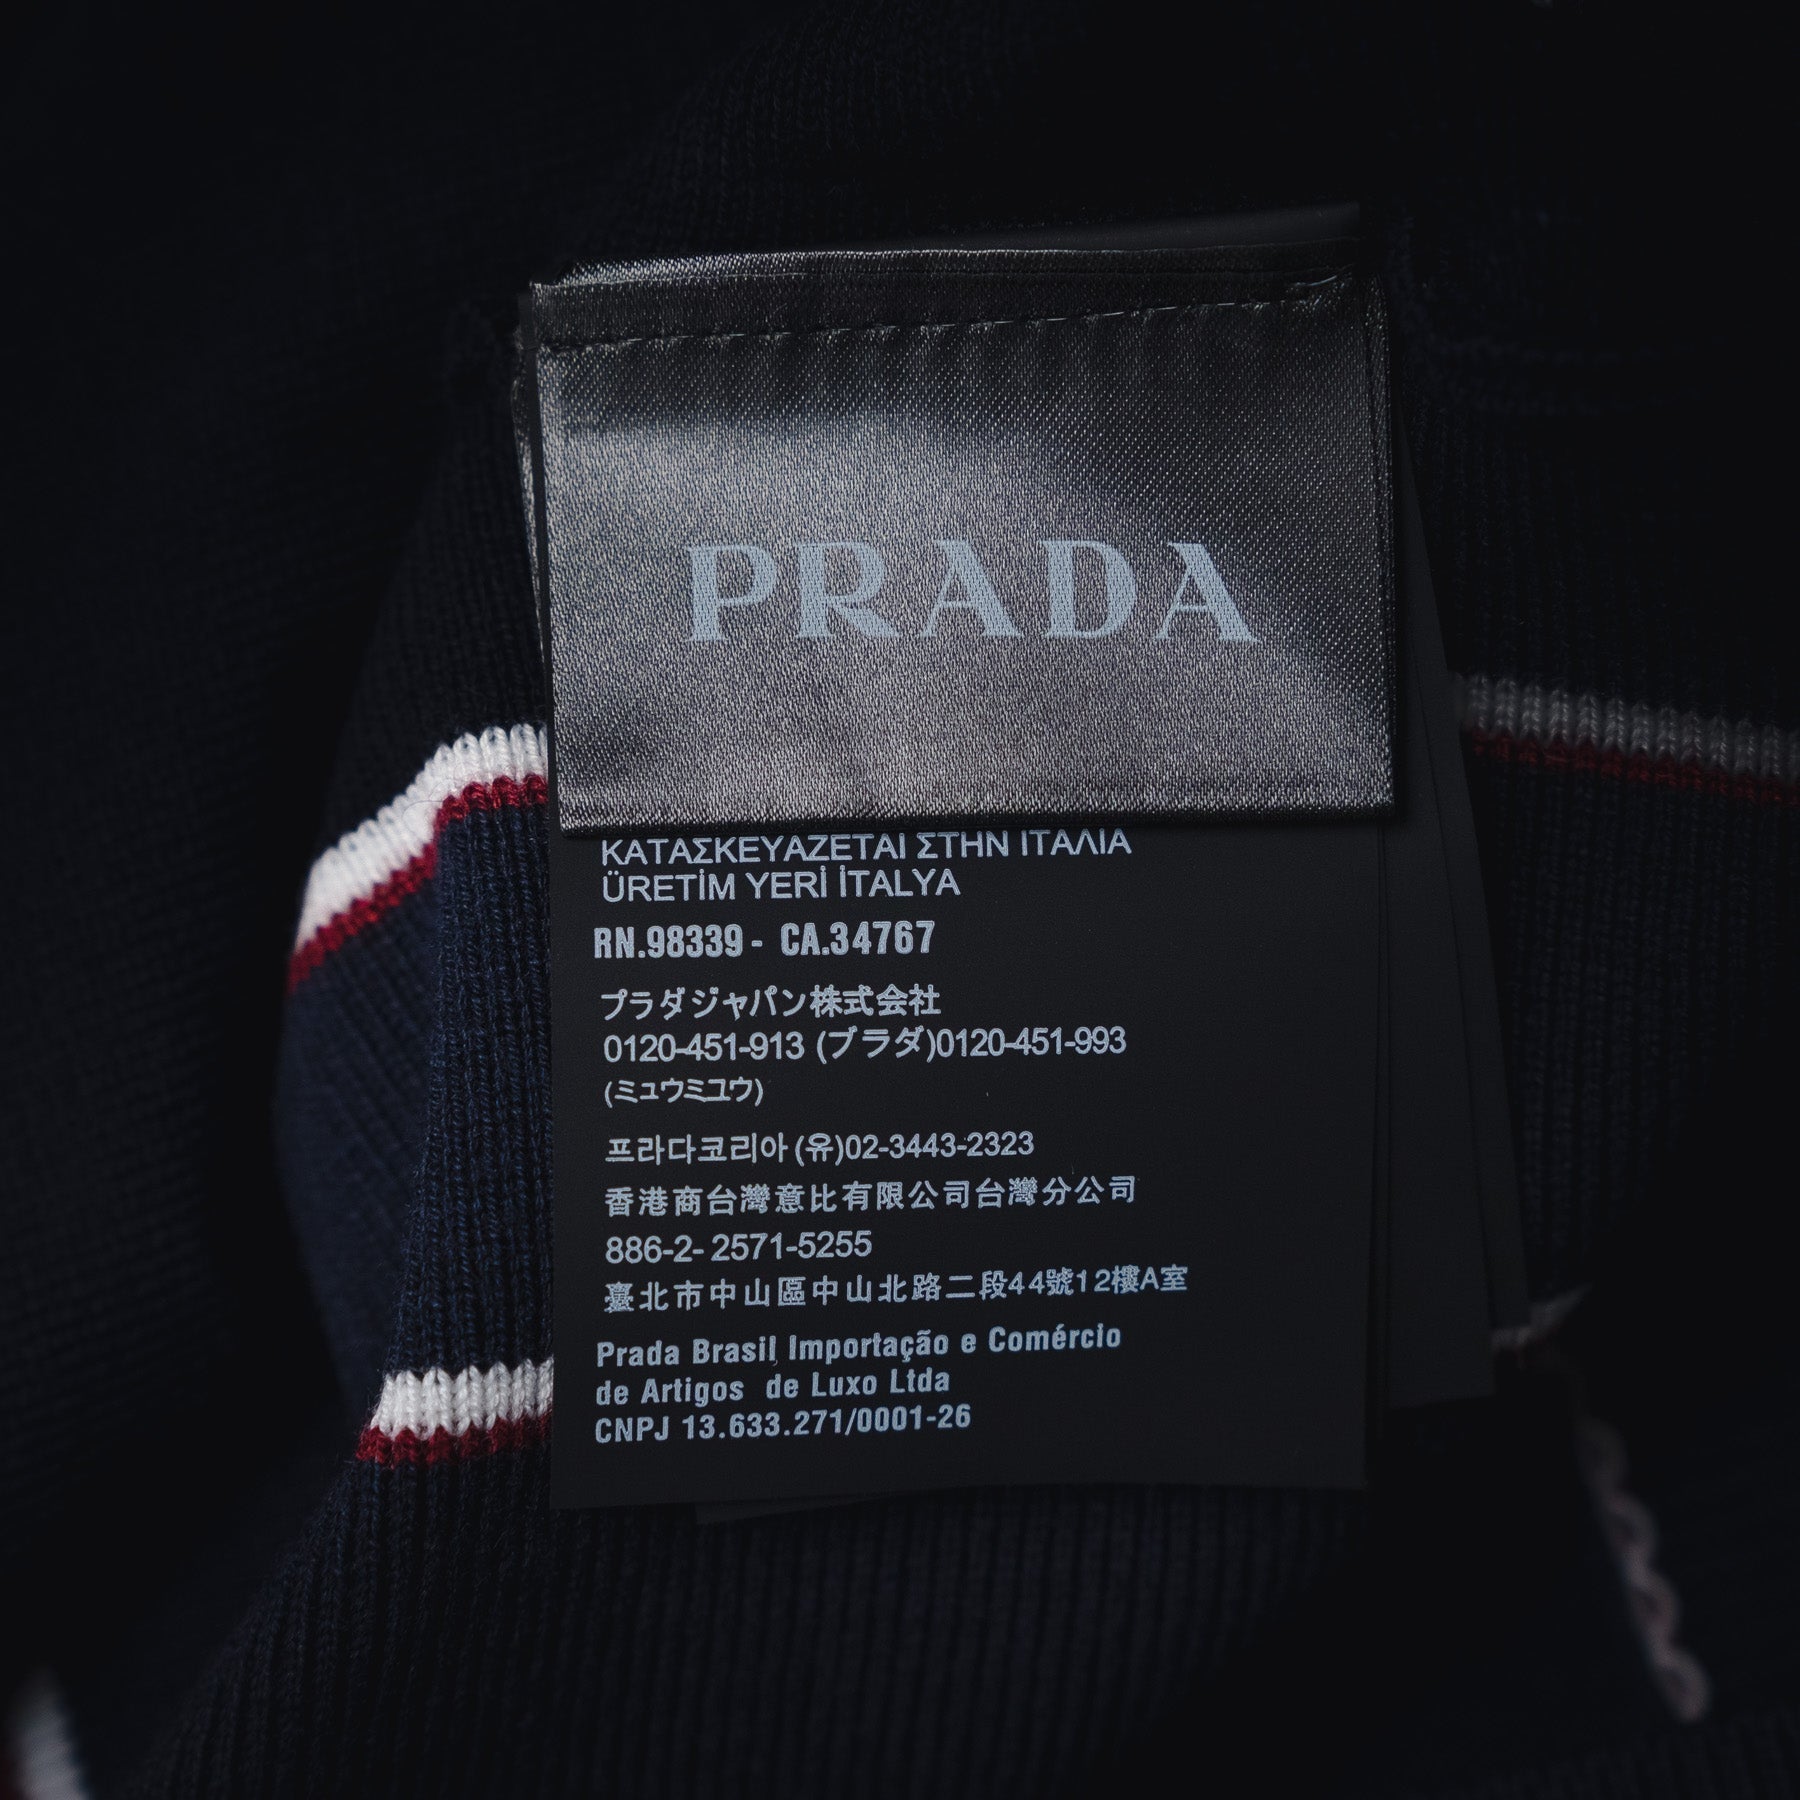 PRADA
ΚΑΤΑΣΚΕΥΑΖΕΤΑΙ ΣΤΗΝ ΙΤΑΛΙΑ
ÜRETİM YERİ İTALYA
RN.98339 - CA.34767
プラダジャパン株式会社
0120-451-913 (プラダ)0120-451-993
(ミュウミュウ)
프라다코리아(유)02-3443-2323
香港商台灣意比有限公司台灣分公司
886-2- 2571-5255
臺北市中山區中山北路二段44號12樓A室
Prada Brasil Importação e Comércio
de Artigos de Luxo Ltda
CNPJ 13.633.271/0001-26